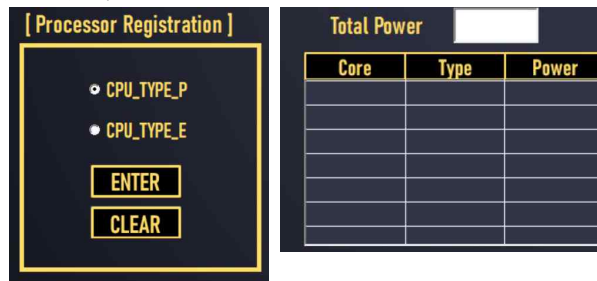 [ Processor Registration ]
CPU_TYPE_P
CPU_TYPE_E
ENTER
CLEAR
Total Power
Core Type Power